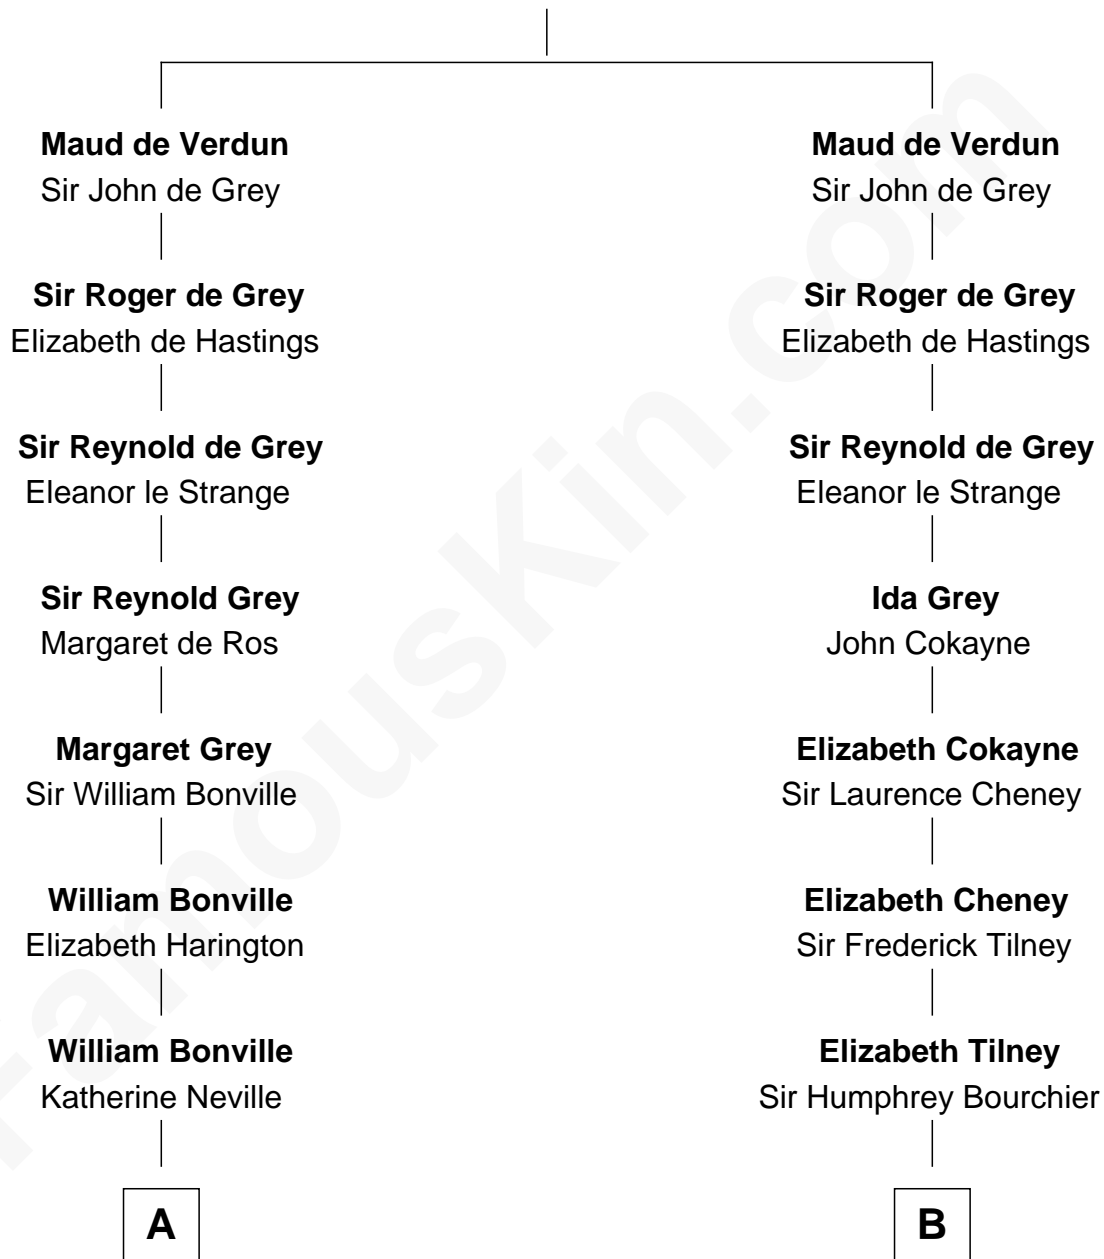 Maud de Verdun
Sir John de Grey
Sir Roger de Grey
Elizabeth de Hastings
Sir Reynold de Grey
Eleanor le Strange
Sir Reynold Grey
Margaret de Ros
Margaret Grey
Sir William Bonville
William Bonville
Elizabeth Harington
William Bonville
Katherine Neville
A
Maud de Verdun
Sir John de Grey
Sir Roger de Grey
Elizabeth de Hastings
Sir Reynold de Grey
Eleanor le Strange
Ida Grey
John Cokayne
Elizabeth Cokayne
Sir Laurence Cheney
Elizabeth Cheney
Sir Frederick Tilney
Elizabeth Tilney
Sir Humphrey Bourchier
B
FamousKin.com